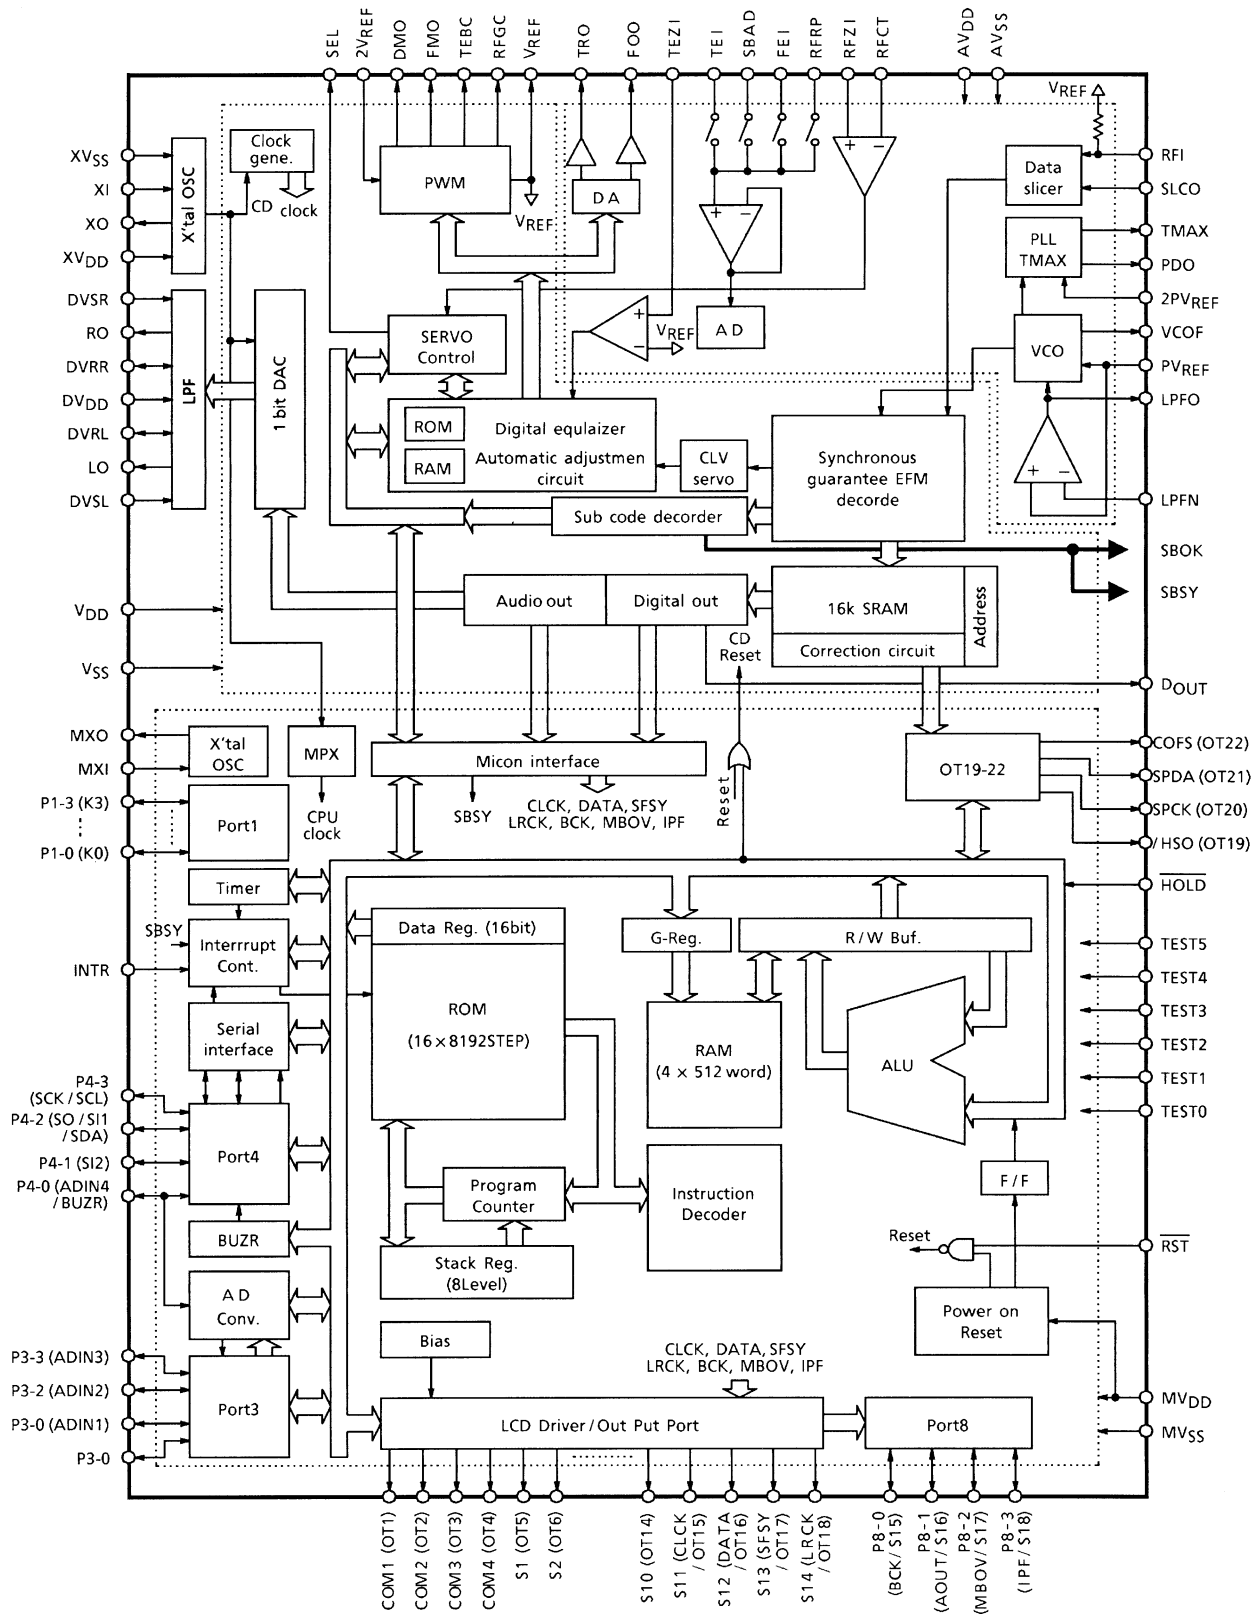 SEL
2VREF
DMO
FMO
TEBC
RFGC
VREF
TRO
FOO
TEZI
TEI
SBAD
FEI
RFRP
RFZI
RFCT
AVDD
AVSS
XVSS
XI
XO
XVDD
DVSR
RO
DVRR
DVDD
DVRL
LO
DVSL
VDD
VSS
MXO
MXI
P1-3 (K3)
P1-0 (K0)
SBSY
INTR
P4-3
(SCK/SCL)
P4-2 (SO/SI1
/SDA)
P4-1 (SI2)
P4-0 (ADIN4
/BUZR)
P3-3 (ADIN3)
P3-2 (ADIN2)
P3-0 (ADIN1)
P3-0
X'tal OSC
Clock
gene.
CD clock
LPF
1 bit DAC
PWM
VREF
DA
+ −
+ −
AD
+
−
VREF
SERVO
Control
ROM
RAM
Digital equlaizer
Automatic adjustmen
circuit
CLV
servo
Synchronous
guarantee EFM
decorde
Sub code decorder
Audio out
Digital out
16k SRAM
Address
Correction circuit
CD
Reset
VREF
Data
slicer
PLL
TMAX
VCO
+ −
RFI
SLCO
TMAX
PDO
2PVREF
VCOF
PVREF
LPFO
LPFN
SBOK
SBSY
DOUT
X'tal
OSC
MPX
CPU
clock
Micon interface
SBSY
CLCK, DATA, SFSY
LRCK, BCK, MBOV, IPF
Reset
OT19-22
COFS (OT22)
SPDA (OT21)
SPCK (OT20)
/HSO (OT19)
HOLD
TEST5
TEST4
TEST3
TEST2
TEST1
TEST0
RST
MVDD
MVSS
Port1
Timer
Interrrupt
Cont.
Serial
interface
Port4
BUZR
AD
Conv.
Port3
Data Reg. (16bit)
ROM
(16×8192STEP)
G-Reg.
R/W Buf.
RAM
(4 × 512 word)
ALU
Program
Counter
Stack Reg.
(8Level)
Instruction
Decoder
F/F
Reset
Power on
Reset
Bias
CLCK, DATA, SFSY
LRCK, BCK, MBOV, IPF
LCD Driver/Out Put Port
Port8
COM1 (OT1)
COM2 (OT2)
COM3 (OT3)
COM4 (OT4)
S1 (OT5)
S2 (OT6)
S10 (OT14)
S11 (CLCK
/OT15)
S12 (DATA
/OT16)
S13 (SFSY
/OT17)
S14 (LRCK
/OT18)
P8-0
(BCK/S15)
P8-1
(AOUT/S16)
P8-2
(MBOV/S17)
P8-3
(IPF/S18)